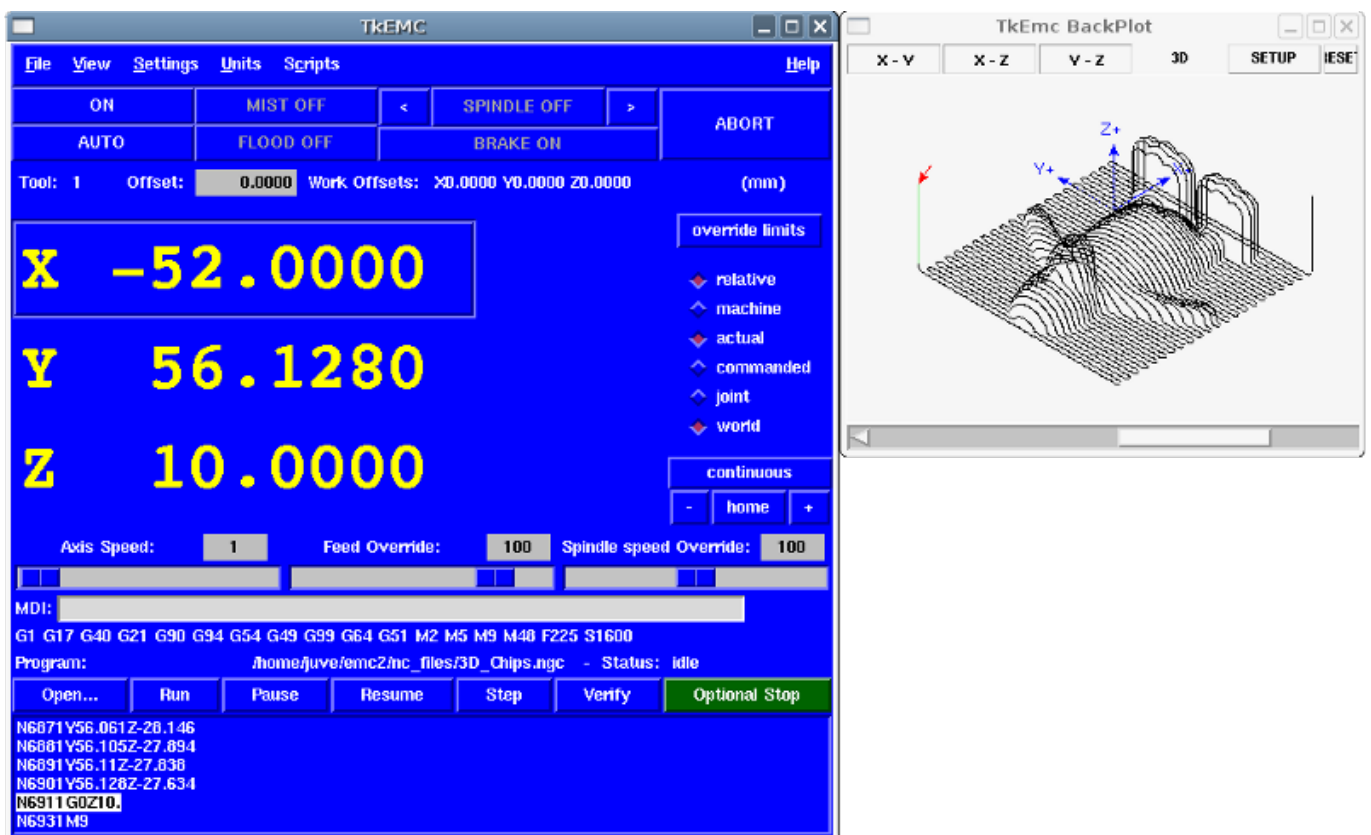 TkEMC
File View Settings Units Scripts Help
ON MIST OFF < SPINDLE OFF > ABORT
AUTO FLOOD OFF BRAKE ON
Tool: 1 Offset: 0.0000 Work Offsets: X0.0000 Y0.0000 Z0.0000 (mm)
override limits
X -52.0000
relative
machine
actual
Y 56.1280
commanded
joint
world
Z 10.0000
continuous
- home +
Axis Speed: 1 Feed Override: 100 Spindle speed Override: 100
MDI:
G1 G17 G40 G21 G90 G94 G54 G49 G99 G64 G51 M2 M5 M9 M48 F225 S1600
Program: /home/juve/emc2/nc_files/3D_Chips.ngc - Status: idle
Open... Run Pause Resume Step Verify Optional Stop
N6871Y56.061Z-28.146
N6881Y56.105Z-27.894
N6891Y56.11Z-27.838
N6901Y56.128Z-27.634
N6911G0Z10.
N6931M9
TkEmc BackPlot
X - Y X - Z Y - Z 3D SETUP RESET
Z+
Y+ X+